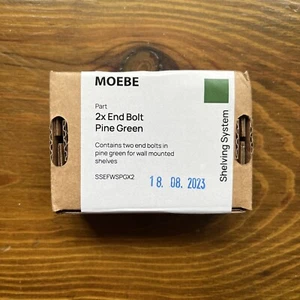 MOEBE
Part
2x End Bolt
Pine Green
Contains two end bolts in
pine green for wall mounted
shelves
SSEFWSPGX2
18. 08. 2023
Shelving System